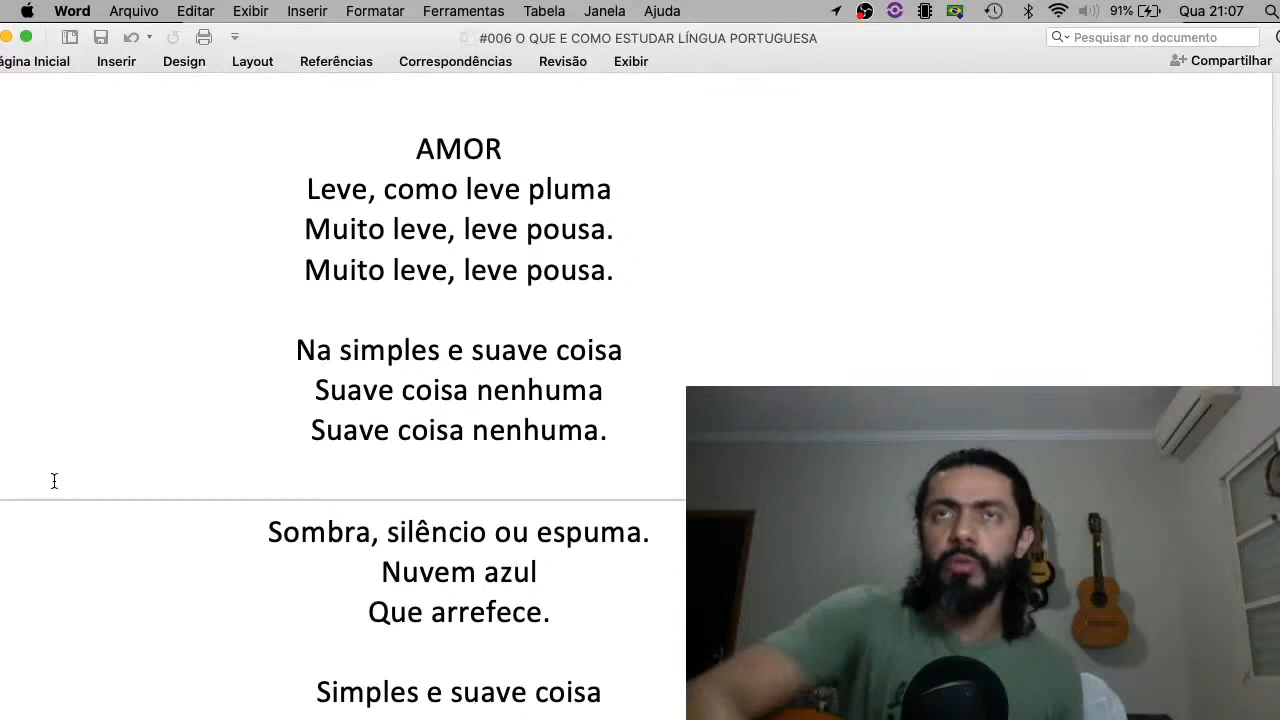 Word Arquivo Editar Exibir Inserir Formatar Ferramentas Tabela Janela Ajuda 91% Qua 21:07
#006 O QUE E COMO ESTUDAR LÍNGUA PORTUGUESA Pesquisar no documento
ágina Inicial Inserir Design Layout Referências Correspondências Revisão Exibir Compartilhar
AMOR
Leve, como leve pluma
Muito leve, leve pousa.
Muito leve, leve pousa.
Na simples e suave coisa
Suave coisa nenhuma
Suave coisa nenhuma.
Sombra, silêncio ou espuma.
Nuvem azul
Que arrefece.
Simples e suave coisa